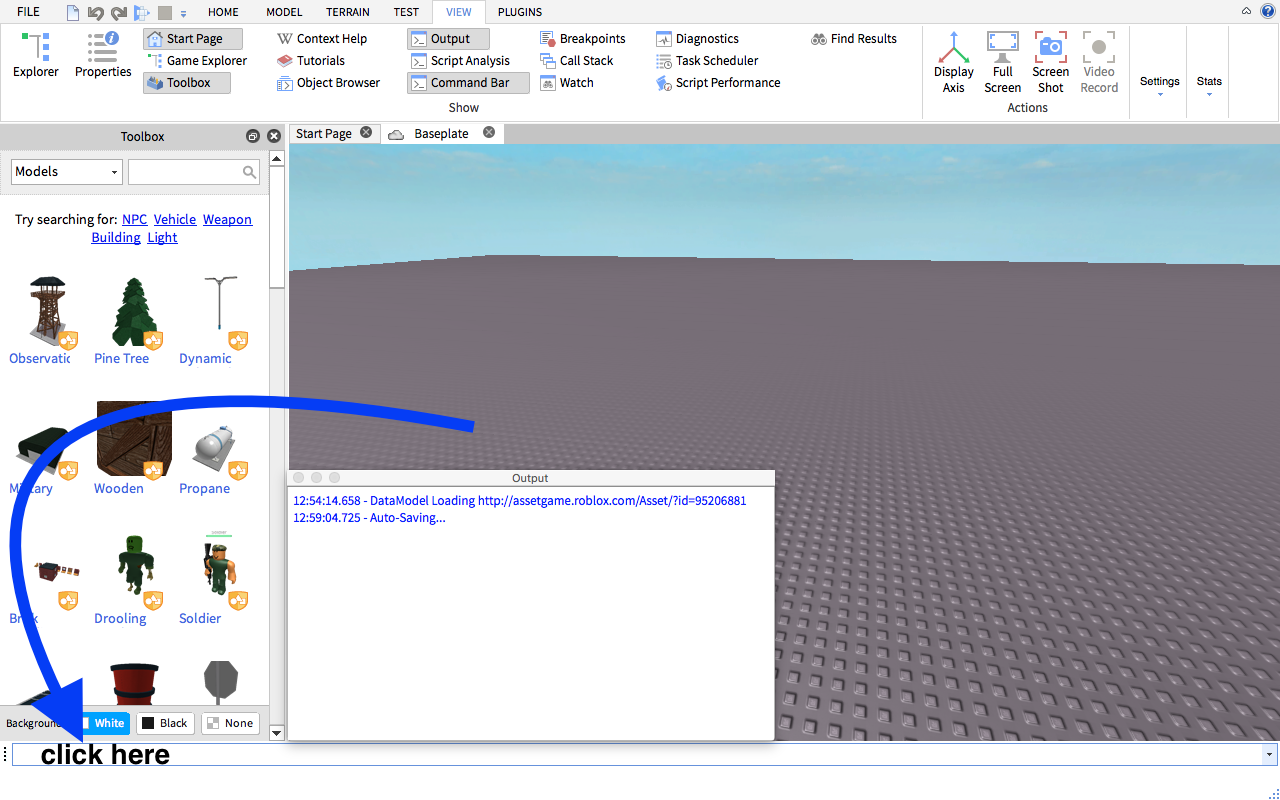 FILE HOME MODEL TERRAIN TEST VIEW PLUGINS
Explorer
Properties
Start Page
Game Explorer
Toolbox
Context Help
Tutorials
Object Browser
Output
Script Analysis
Command Bar
Breakpoints
Call Stack
Watch
Diagnostics
Task Scheduler
Script Performance
Find Results
Show
Display
Axis
Full
Screen
Screen
Shot
Video
Record
Actions
Settings
Stats
Toolbox
Start Page
Baseplate
Models
Try searching for: NPC Vehicle Weapon
Building Light
Observatic
Pine Tree
Dynamic
Military
Wooden
Propane
Drooling
Soldier
Output
12:54:14.658 - DataModel Loading http://assetgame.roblox.com/Asset/?id=95206881
12:59:04.725 - Auto-Saving...
White Black None
click here